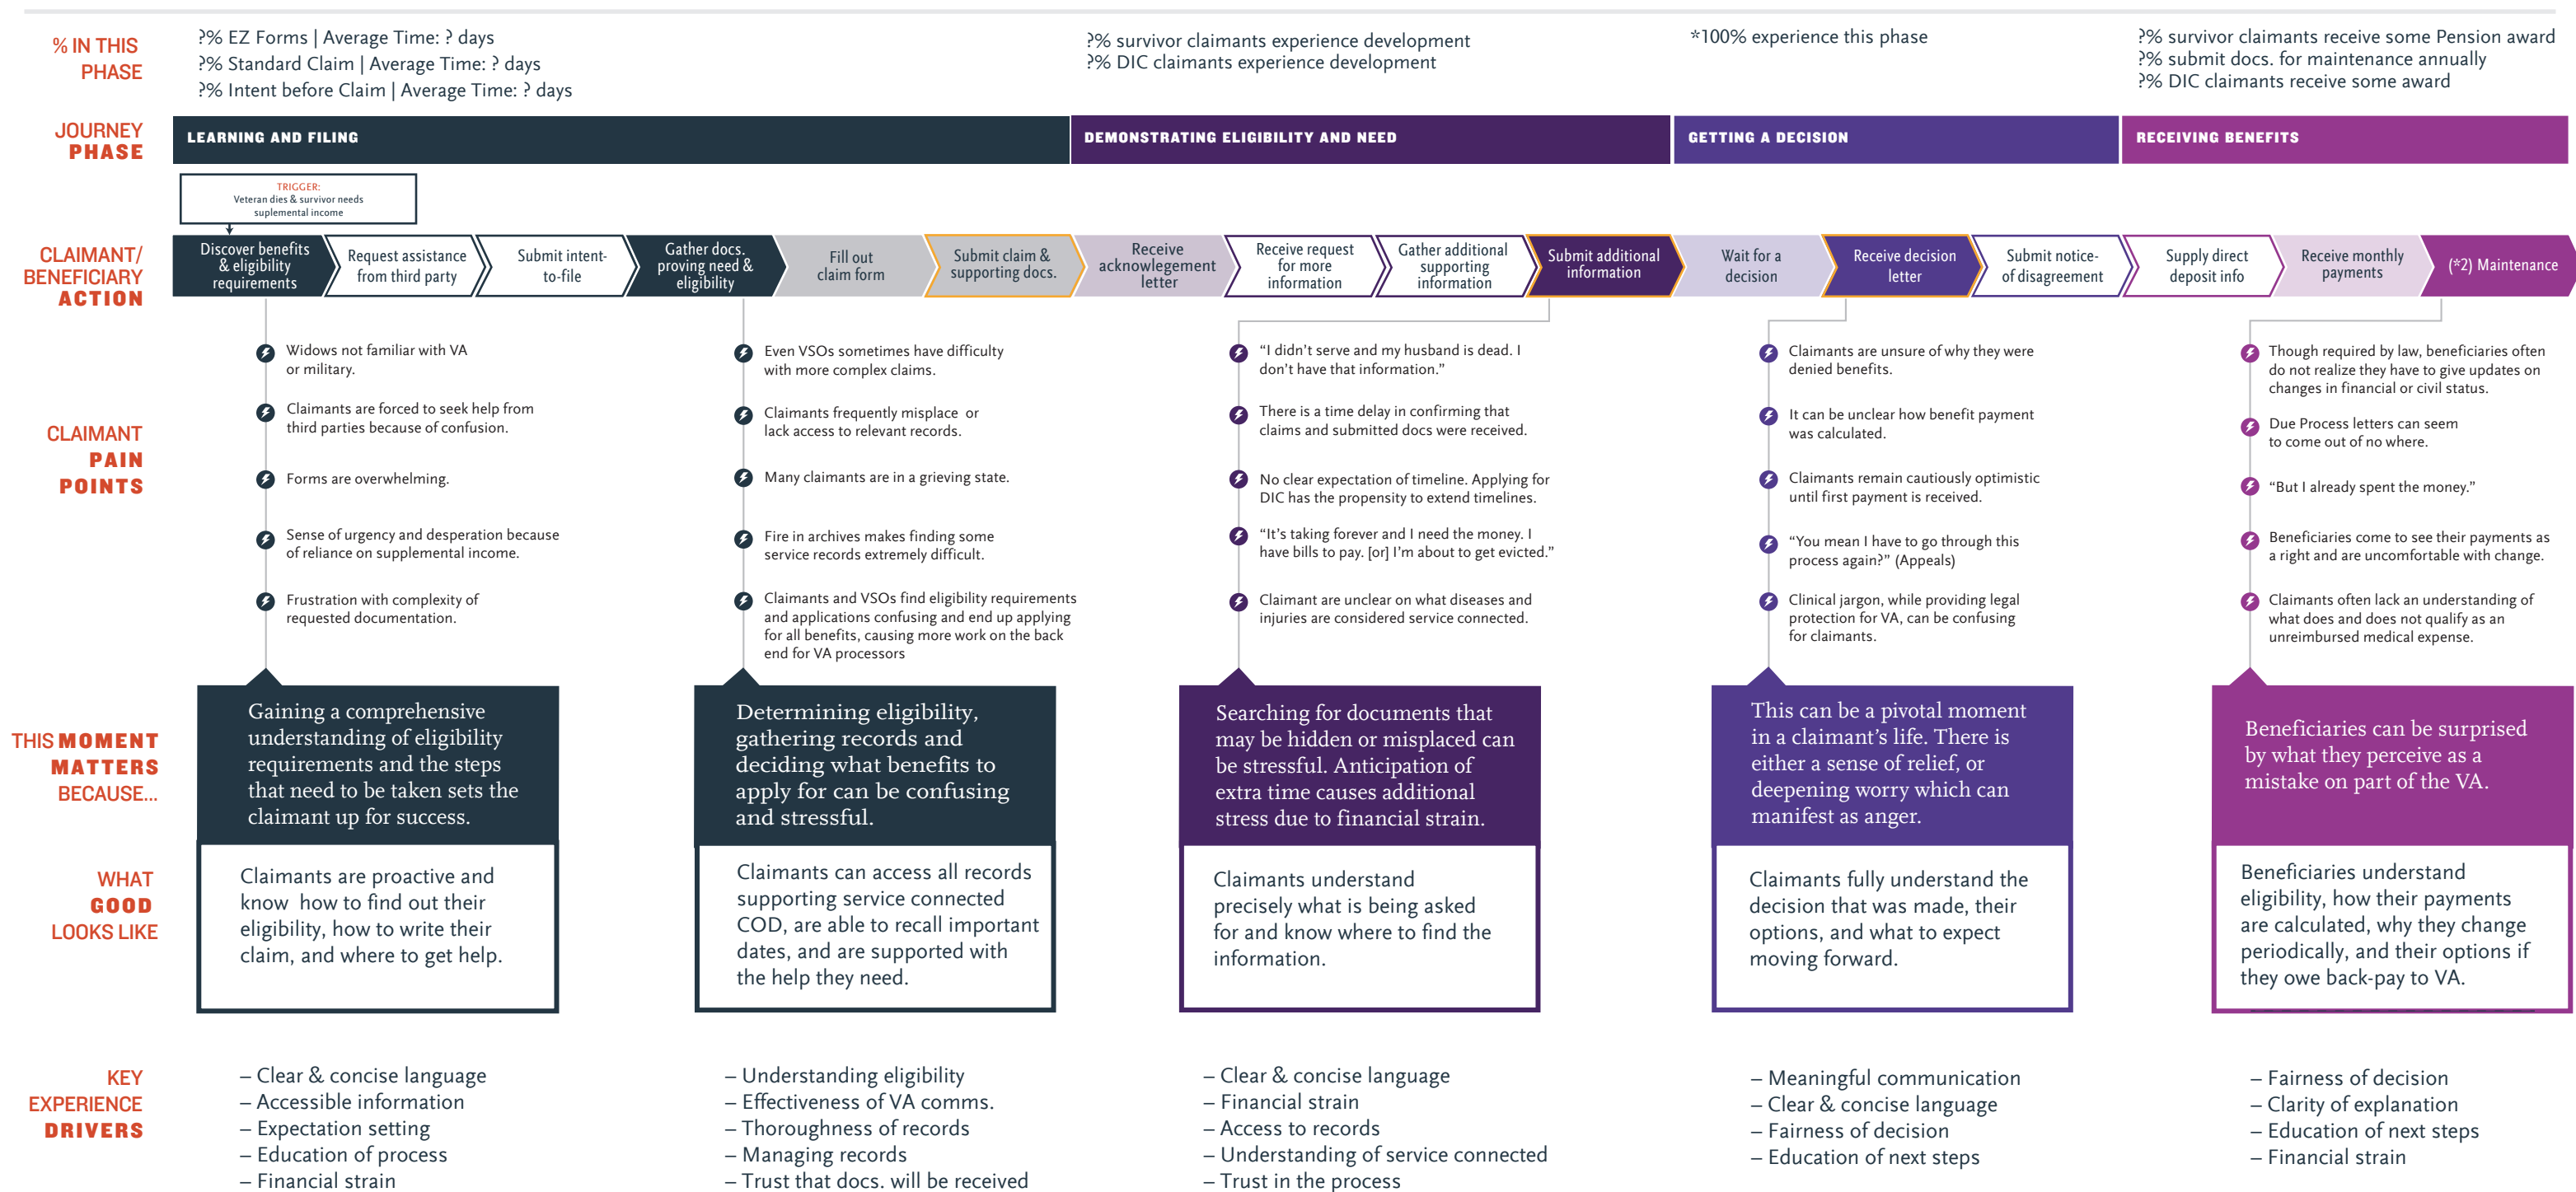 % IN THIS
PHASE
?% EZ Forms | Average Time: ? days
?% Standard Claim | Average Time: ? days
?% Intent before Claim | Average Time: ? days
?% survivor claimants experience development
?% DIC claimants experience development
*100% experience this phase
?% survivor claimants receive some Pension award
?% submit docs. for maintenance annually
?% DIC claimants receive some award
JOURNEY
PHASE
LEARNING AND FILING
DEMONSTRATING ELIGIBILITY AND NEED
GETTING A DECISION
RECEIVING BENEFITS
TRIGGER:
Veteran dies & survivor needs
suplemental income
CLAIMANT/
BENEFICIARY
ACTION
Discover benefits
& eligibility
requirements
Request assistance
from third party
Submit intent-
to-file
Gather docs.
proving need &
eligibility
Fill out
claim form
Submit claim &
supporting docs.
Receive
acknowlegement
letter
Receive request
for more
information
Gather additional
supporting
information
Submit additional
information
Wait for a
decision
Receive decision
letter
Submit notice-
of disagreement
Supply direct
deposit info
Receive monthly
payments
(*2) Maintenance
CLAIMANT
PAIN
POINTS
Widows not familiar with VA
or military.
Claimants are forced to seek help from
third parties because of confusion.
Forms are overwhelming.
Sense of urgency and desperation because
of reliance on supplemental income.
Frustration with complexity of
requested documentation.
Even VSOs sometimes have difficulty
with more complex claims.
Claimants frequently misplace or
lack access to relevant records.
Many claimants are in a grieving state.
Fire in archives makes finding some
service records extremely difficult.
Claimants and VSOs find eligibility requirements
and applications confusing and end up applying
for all benefits, causing more work on the back
end for VA processors
“I didn’t serve and my husband is dead. I
don’t have that information.”
There is a time delay in confirming that
claims and submitted docs were received.
No clear expectation of timeline. Applying for
DIC has the propensity to extend timelines.
“It’s taking forever and I need the money. I
have bills to pay. [or] I’m about to get evicted.”
Claimant are unclear on what diseases and
injuries are considered service connected.
Claimants are unsure of why they were
denied benefits.
It can be unclear how benefit payment
was calculated.
Claimants remain cautiously optimistic
until first payment is received.
“You mean I have to go through this
process again?” (Appeals)
Clinical jargon, while providing legal
protection for VA, can be confusing
for claimants.
Though required by law, beneficiaries often
do not realize they have to give updates on
changes in financial or civil status.
Due Process letters can seem
to come out of no where.
“But I already spent the money.”
Beneficiaries come to see their payments as
a right and are uncomfortable with change.
Claimants often lack an understanding of
what does and does not qualify as an
unreimbursed medical expense.
THIS MOMENT
MATTERS
BECAUSE...
Gaining a comprehensive
understanding of eligibility
requirements and the steps
that need to be taken sets the
claimant up for success.
Determining eligibility,
gathering records and
deciding what benefits to
apply for can be confusing
and stressful.
Searching for documents that
may be hidden or misplaced can
be stressful. Anticipation of
extra time causes additional
stress due to financial strain.
This can be a pivotal moment
in a claimant’s life. There is
either a sense of relief, or
deepening worry which can
manifest as anger.
Beneficiaries can be surprised
by what they perceive as a
mistake on part of the VA.
WHAT
GOOD
LOOKS LIKE
Claimants are proactive and
know how to find out their
eligibility, how to write their
claim, and where to get help.
Claimants can access all records
supporting service connected
COD, are able to recall important
dates, and are supported with
the help they need.
Claimants understand
precisely what is being asked
for and know where to find the
information.
Claimants fully understand the
decision that was made, their
options, and what to expect
moving forward.
Beneficiaries understand
eligibility, how their payments
are calculated, why they change
periodically, and their options if
they owe back-pay to VA.
KEY
EXPERIENCE
DRIVERS
– Clear & concise language
– Accessible information
– Expectation setting
– Education of process
– Financial strain
– Understanding eligibility
– Effectiveness of VA comms.
– Thoroughness of records
– Managing records
– Trust that docs. will be received
– Clear & concise language
– Financial strain
– Access to records
– Understanding of service connected
– Trust in the process
– Meaningful communication
– Clear & concise language
– Fairness of decision
– Education of next steps
– Fairness of decision
– Clarity of explanation
– Education of next steps
– Financial strain